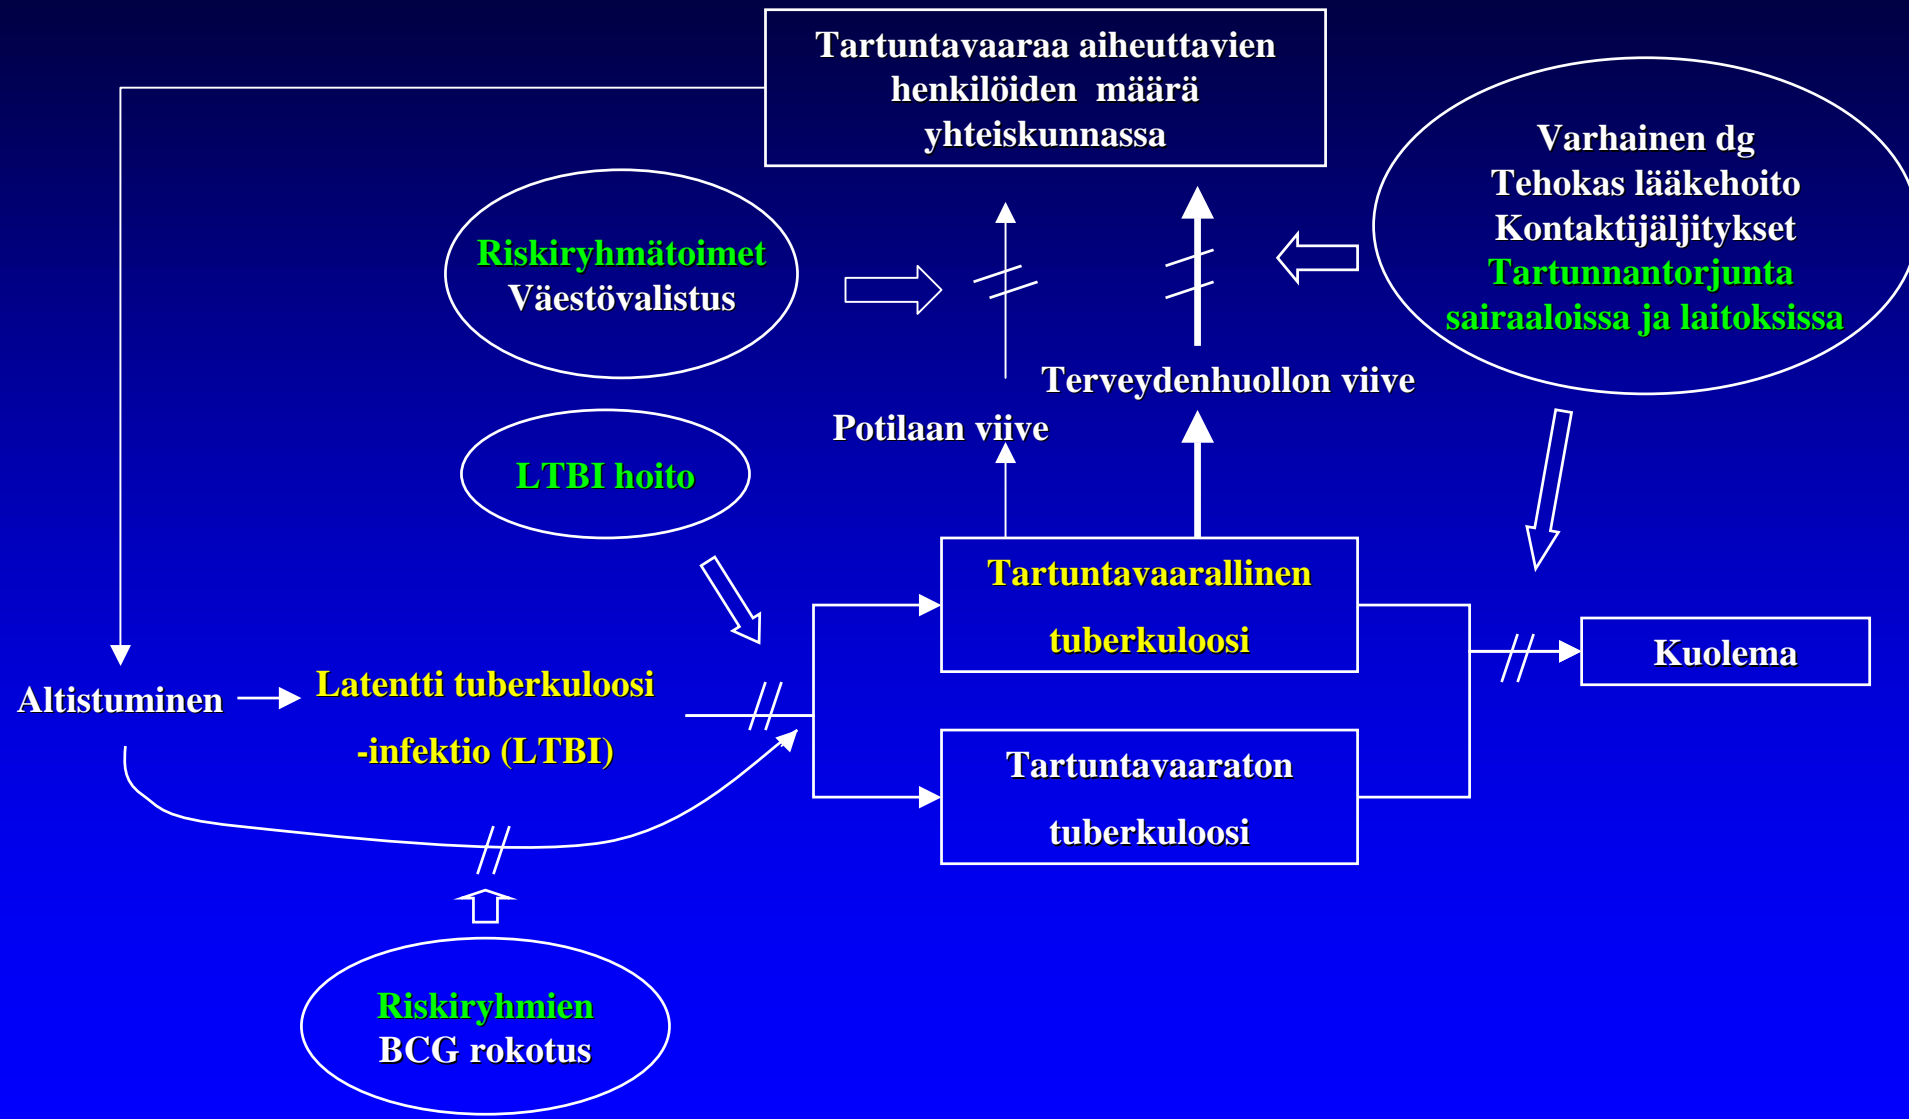 Tartuntavaaraa aiheuttavien
henkilöiden määrä
yhteiskunnassa
Varhainen dg
Tehokas lääkehoito
Kontaktijäljitykset
Tartunnantorjunta
sairaaloissa ja laitoksissa
Riskiryhmätoimet
Väestövalistus
Terveydenhuollon viive
Potilaan viive
LTBI hoito
Tartuntavaarallinen
tuberkuloosi
Kuolema
Altistuminen
Latentti tuberkuloosi
-infektio (LTBI)
Tartuntavaaraton
tuberkuloosi
Riskiryhmien
BCG rokotus